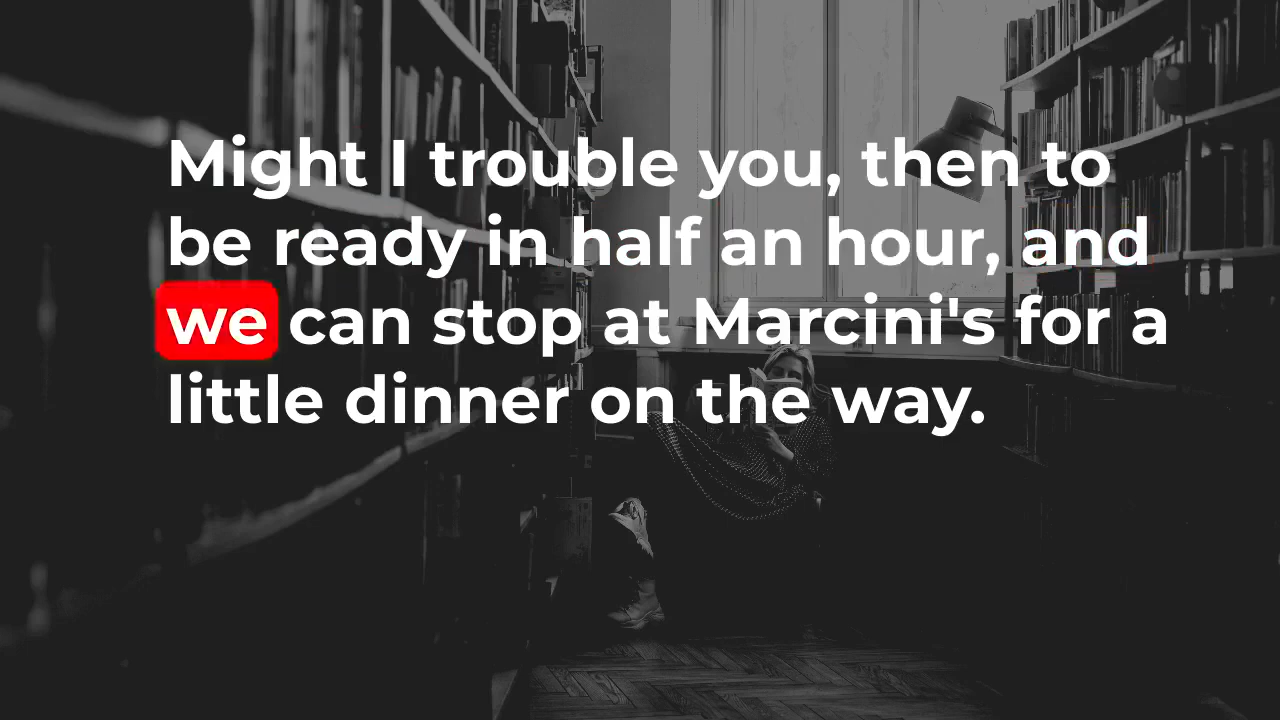 Might I trouble you, then to
be ready in half an hour, and
we can stop at Marcini's for a
little dinner on the way.